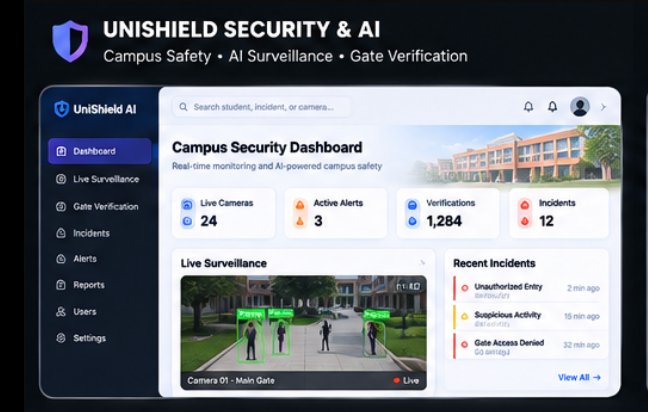 UNISHIELD SECURITY & AI
Campus Safety • AI Surveillance • Gate Verification
UniShield AI
Search student, incident, or camera...
Dashboard
Live Surveillance
Gate Verification
Incidents
Alerts
Reports
Users
Settings
Campus Security Dashboard
Real-time monitoring and AI-powered campus safety
Live Cameras
24
Active Alerts
3
Verifications
1,284
Incidents
12
Live Surveillance
Camera 01 - Main Gate
Live
Recent Incidents
Unauthorized Entry
2 min ago
Suspicious Activity
15 min ago
Gate Access Denied
32 min ago
View All →